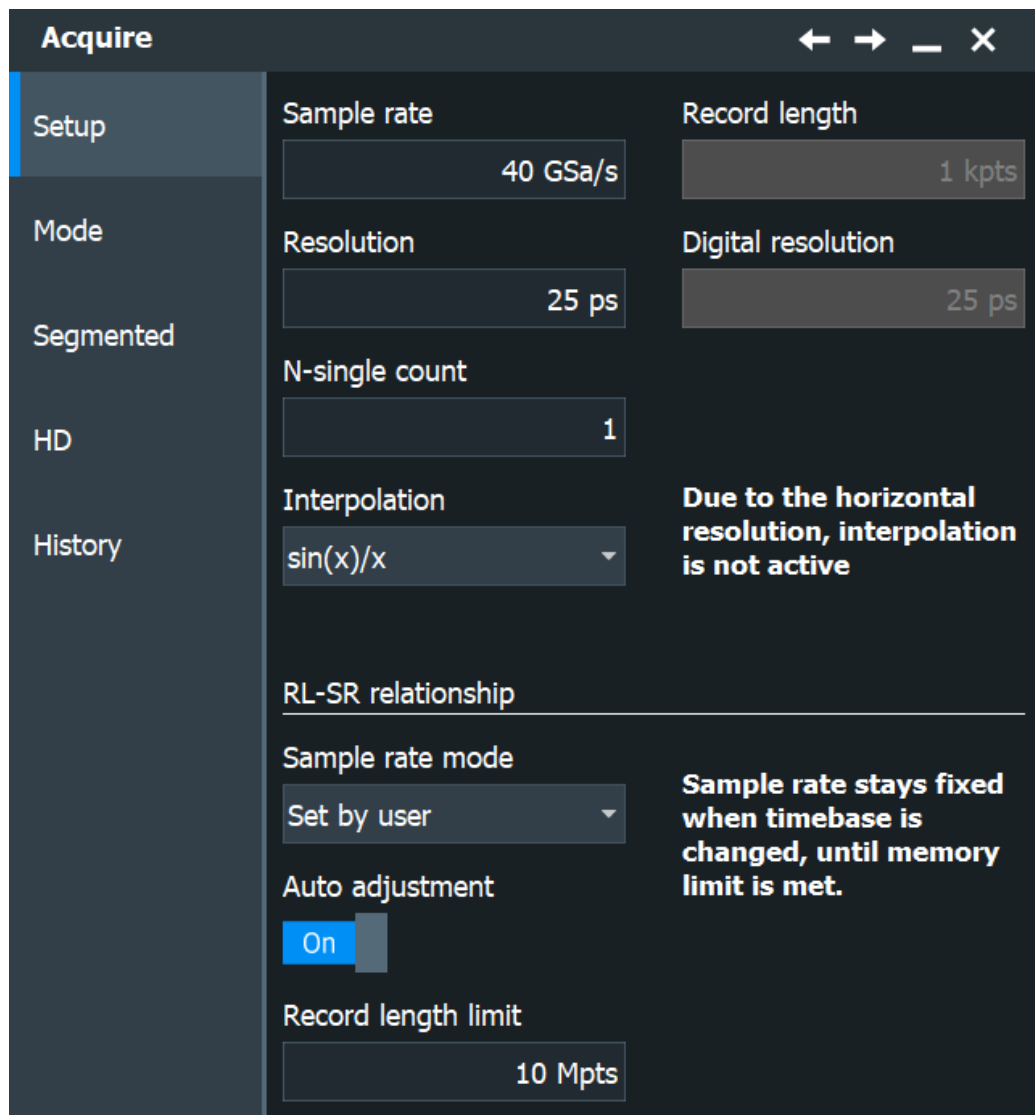 Acquire
Setup
Mode
Segmented
HD
History
Sample rate
40 GSa/s
Record length
1 kpts
Resolution
25 ps
Digital resolution
25 ps
N-single count
1
Interpolation
sin(x)/x
Due to the horizontal
resolution, interpolation
is not active
RL-SR relationship
Sample rate mode
Set by user
Sample rate stays fixed
when timebase is
changed, until memory
limit is met.
Auto adjustment
On
Record length limit
10 Mpts